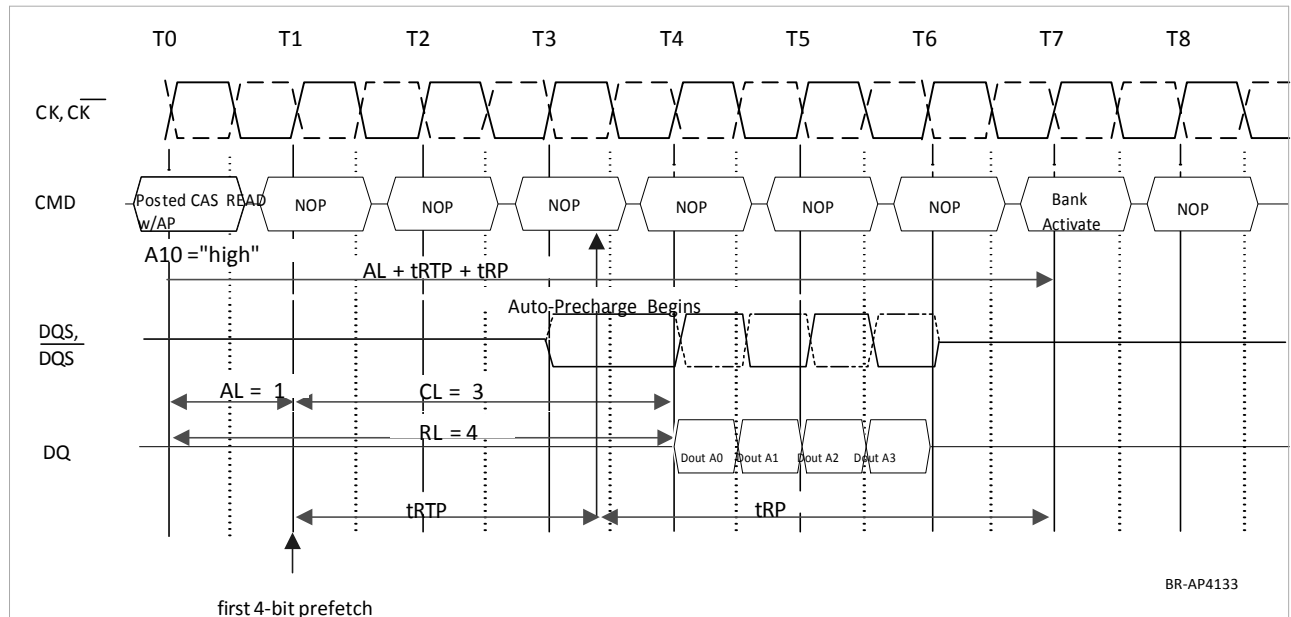 T0 T1 T2 T3 T4 T5 T6 T7 T8
CK, CK
CMD
Posted CAS READ w/AP
NOP NOP NOP NOP NOP NOP Bank Activate NOP
A10 ="high"
AL + tRTP + tRP
Auto-Precharge Begins
DQS,
DQS
AL = 1 CL = 3
RL = 4
DQ
Dout A0 Dout A1 Dout A2 Dout A3
tRTP tRP
BR-AP4133
first 4-bit prefetch